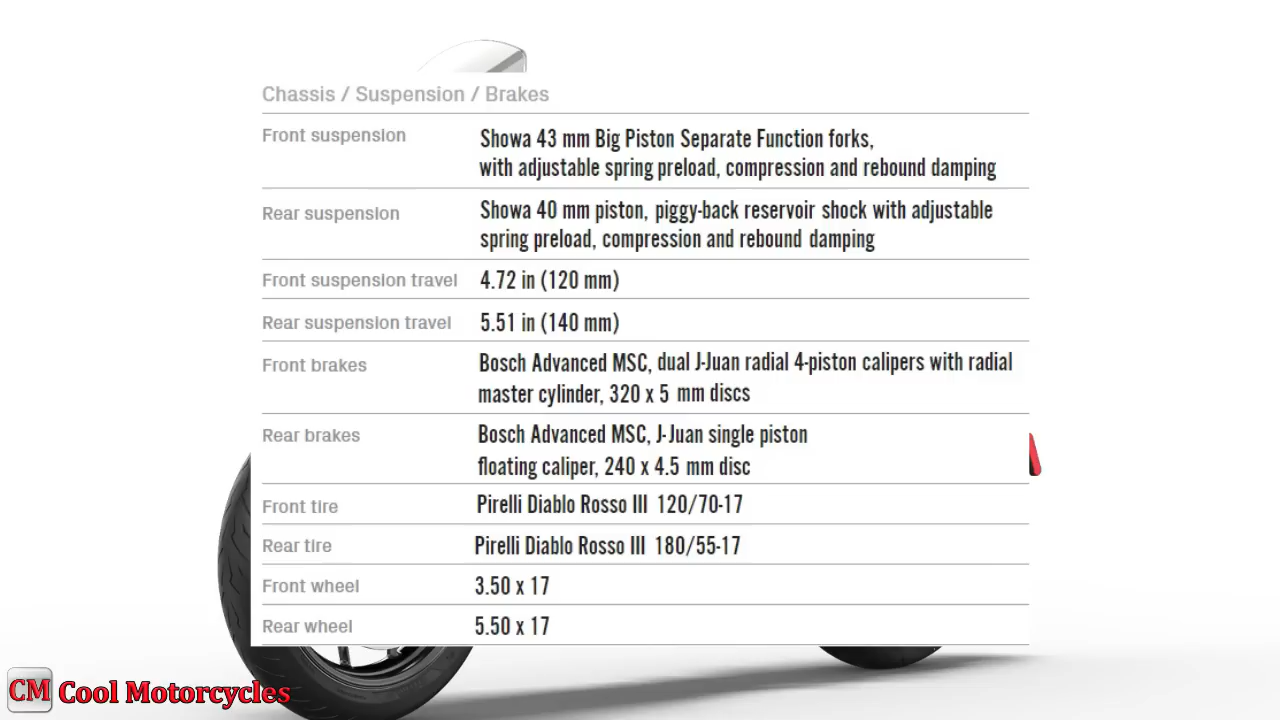 Chassis / Suspension / Brakes
Front suspension
Showa 43 mm Big Piston Separate Function forks,
with adjustable spring preload, compression and rebound damping
Rear suspension
Showa 40 mm piston, piggy-back reservoir shock with adjustable
spring preload, compression and rebound damping
Front suspension travel 4.72 in (120 mm)
Rear suspension travel 5.51 in (140 mm)
Front brakes
Bosch Advanced MSC, dual J-Juan radial 4-piston calipers with radial
master cylinder, 320 x 5 mm discs
Rear brakes
Bosch Advanced MSC, J-Juan single piston
floating caliper, 240 x 4.5 mm disc
Front tire Pirelli Diablo Rosso III 120/70-17
Rear tire Pirelli Diablo Rosso III 180/55-17
Front wheel 3.50 x 17
Rear wheel 5.50 x 17
CM Cool Motorcycles